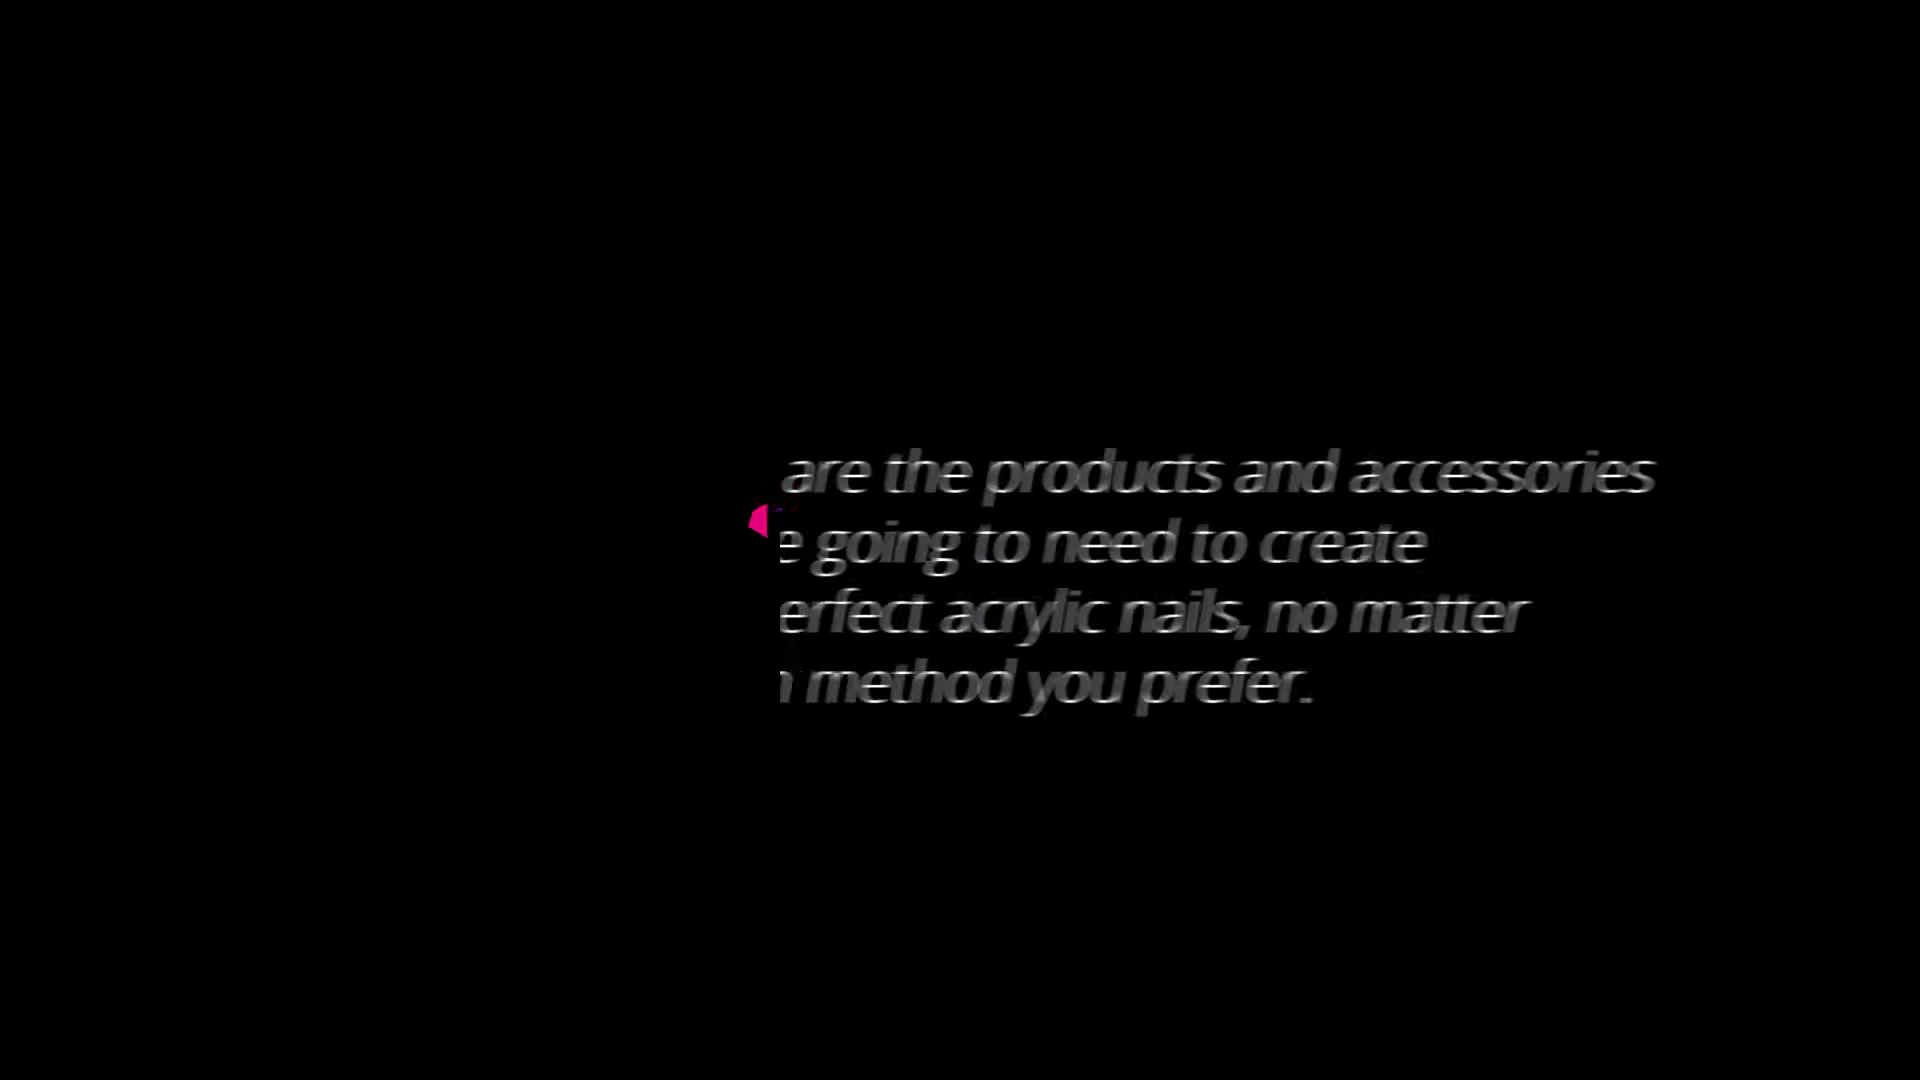 are the products and accessories
going to need to create
acrylic nails, no matter
method you prefer.